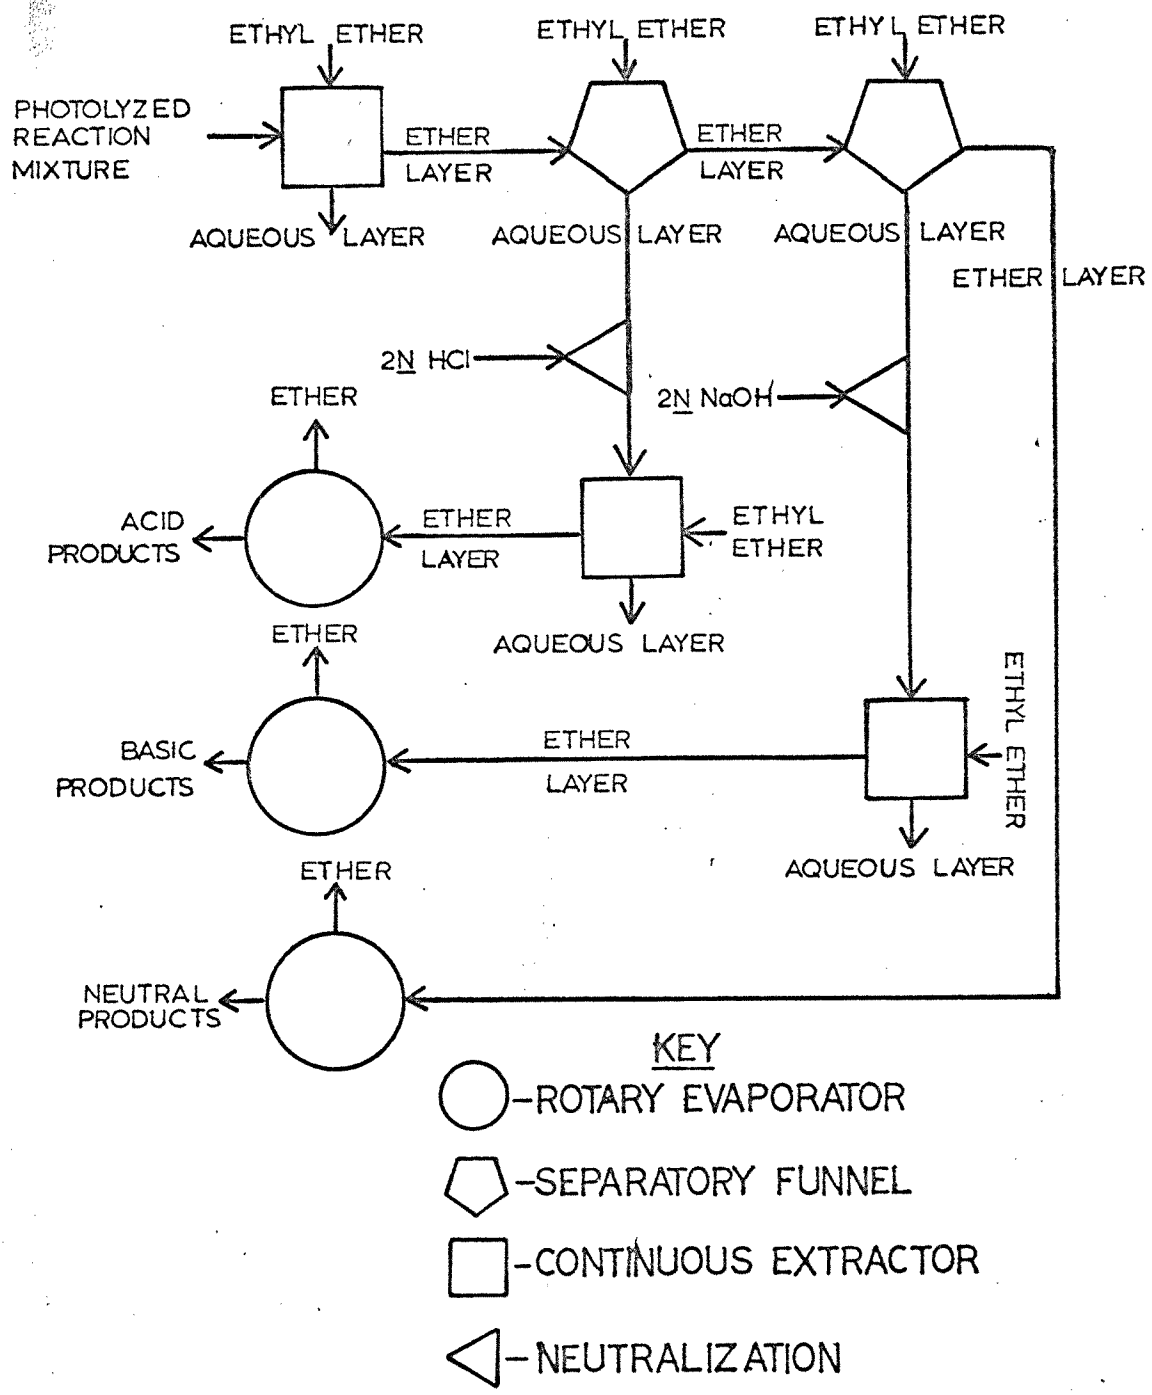 ETHYL ETHER
ETHYL ETHER
ETHYL ETHER
PHOTOLYZED
REACTION
MIXTURE
ETHER
LAYER
ETHER
LAYER
AQUEOUS LAYER
AQUEOUS LAYER
AQUEOUS LAYER
ETHER LAYER
2N HCl
2N NaOH
ETHER
ACID
PRODUCTS
ETHER
LAYER
ETHYL
ETHER
AQUEOUS LAYER
ETHER
BASIC
PRODUCTS
ETHER
LAYER
ETHYL ETHER
AQUEOUS LAYER
ETHER
NEUTRAL
PRODUCTS
KEY
-ROTARY EVAPORATOR
-SEPARATORY FUNNEL
-CONTINUOUS EXTRACTOR
-NEUTRALIZATION